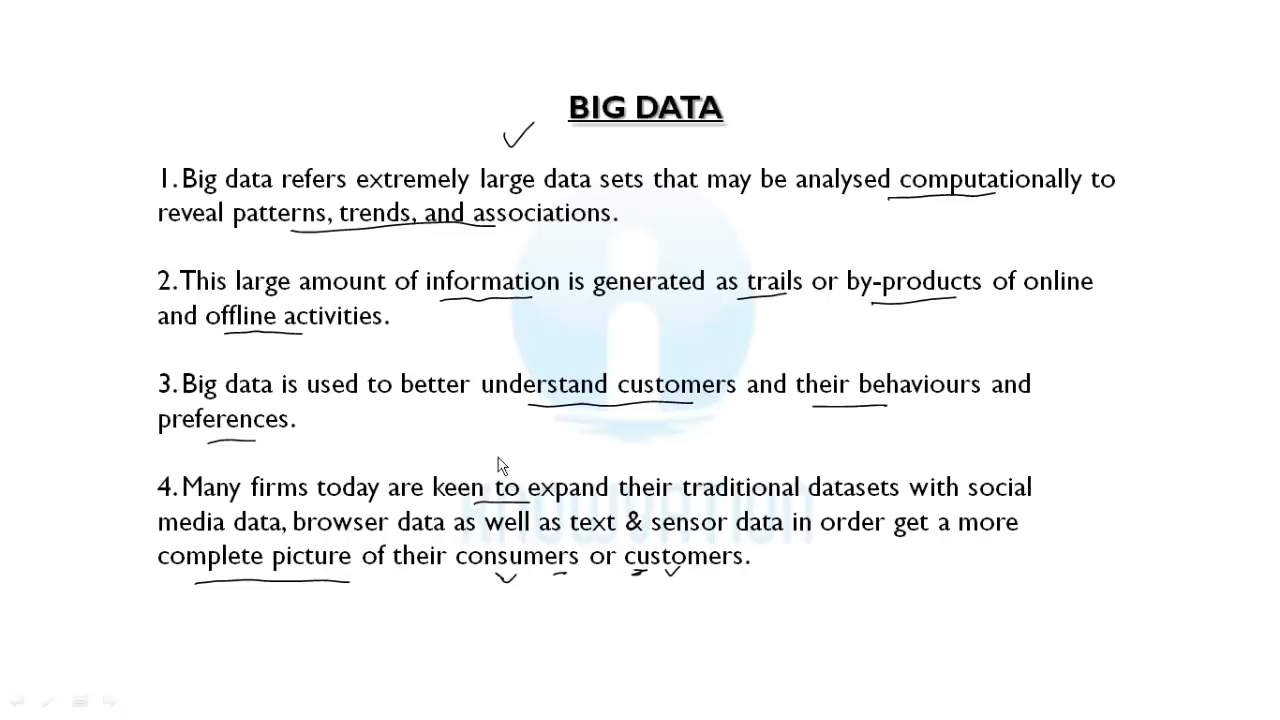 BIG DATA
1. Big data refers extremely large data sets that may be analysed computationally to
reveal patterns, trends, and associations.
2. This large amount of information is generated as trails or by-products of online
and offline activities.
3. Big data is used to better understand customers and their behaviours and
preferences.
4. Many firms today are keen to expand their traditional datasets with social
media data, browser data as well as text & sensor data in order get a more
complete picture of their consumers or customers.